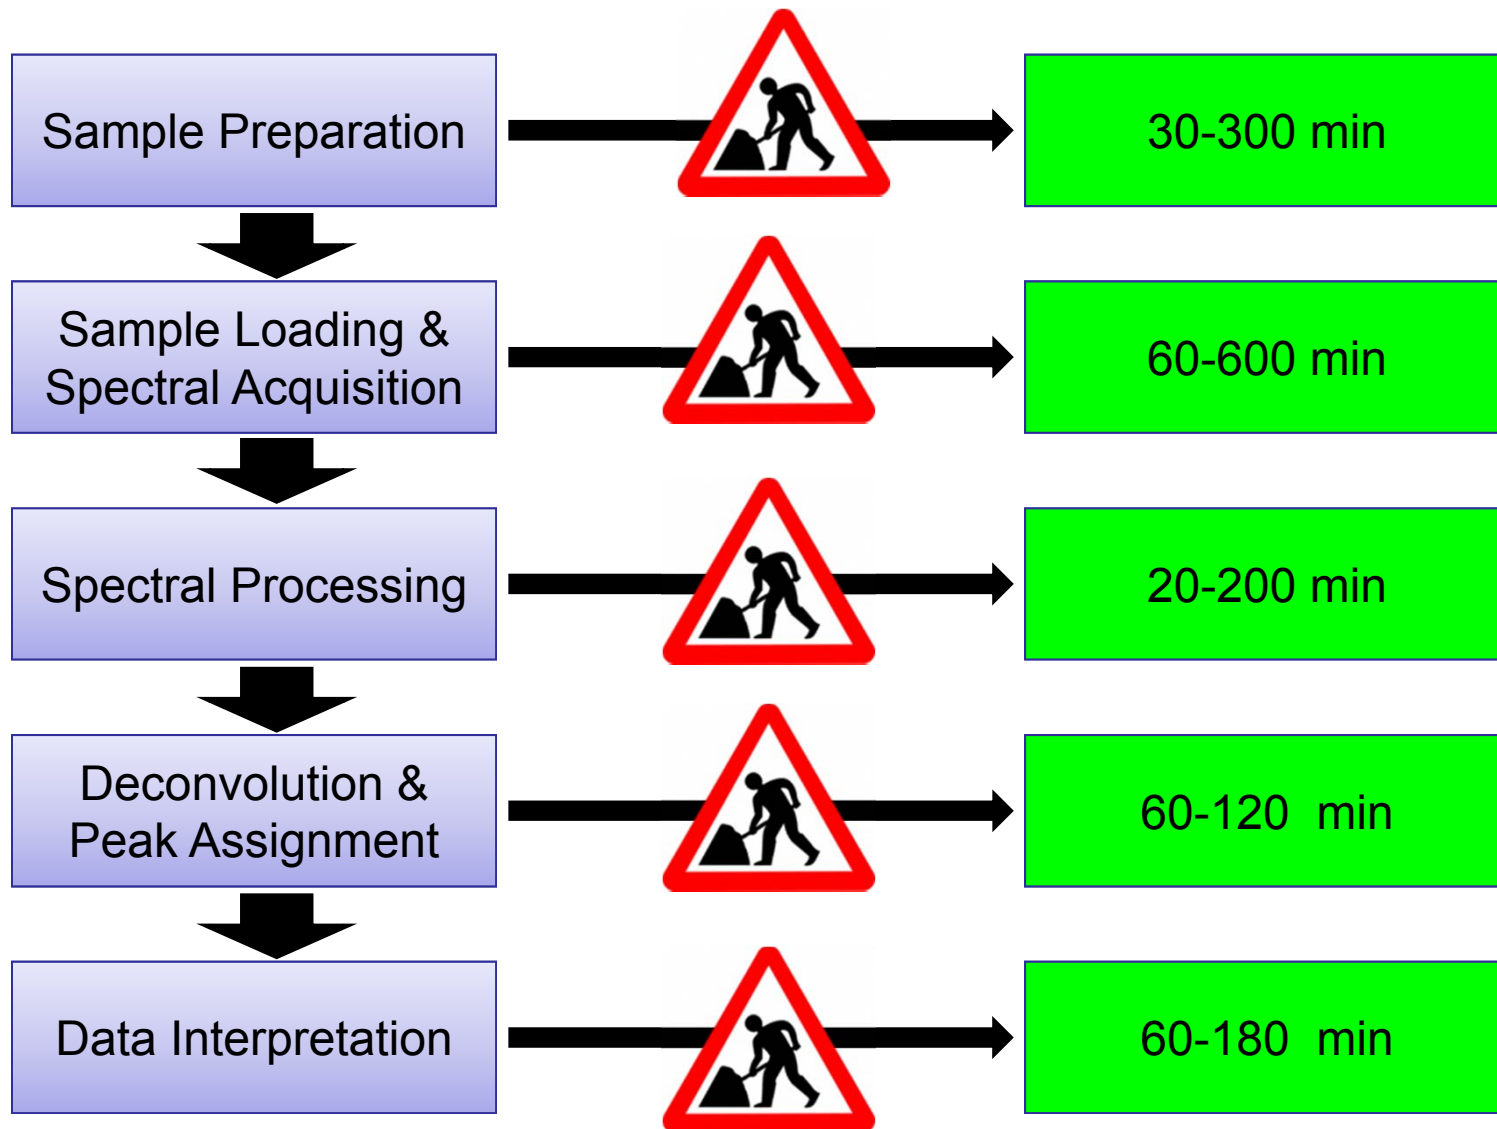 Sample Preparation
30-300 min
Sample Loading &
Spectral Acquisition
60-600 min
Spectral Processing
20-200 min
Deconvolution &
Peak Assignment
60-120  min
Data Interpretation
60-180  min